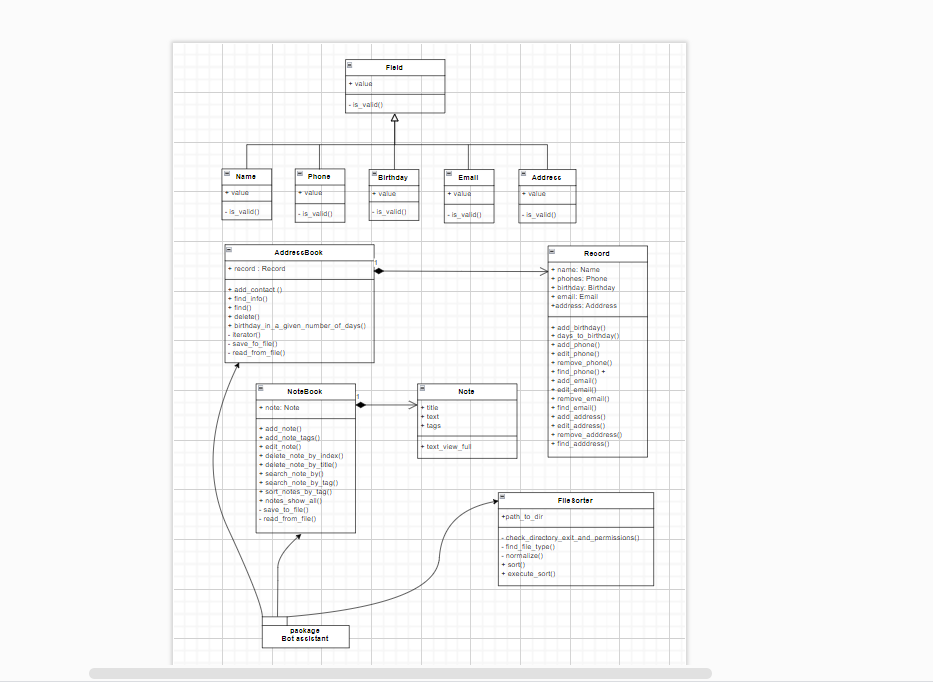 Field
+ value
- is_valid()
Name
+ value
- is_valid()
Phone
+ value
- is_valid()
Birthday
+ value
- is_valid()
Email
+ value
- is_valid()
Address
+ value
- is_valid()
AddressBook
+ record : Record
+ add_contact ()
+ find_info()
+ find()
+ delete()
+ birthday_in_a_given_number_of_days()
- iterator()
- save_fo_file()
- read_from_file()
1
Record
+ name: Name
+ phones: Phone
+ birthday: Birthday
+ email: Email
+address: Adddress
+ add_birthday()
+ days_to_birthday()
+ add_phone()
+ edit_phone()
+ remove_phone()
+ find_phone() +
+ add_email()
+ edit_email()
+ remove_email()
+ find_email()
+ add_address()
+ edit_address()
+ remove_adddress()
+ find_adddress()
NoteBook
+ note: Note
+ add_note()
+ add_note_tags()
+ edit_note()
+ delete_note_by_index()
+ delete_note_by_title()
+ search_note_by()
+ search_note_by_tag()
+ sort_notes_by_tag()
+ notes_show_all()
- save_to_file()
- read_from_file()
1
Note
+ title
+ text
+ tags
+ text_view_full
FileSorter
+path_to_dir
- check_directory_exit_and_permissions()
- find_file_type()
- normalize()
+ sort()
+ execute_sort()
package
Bot assistant